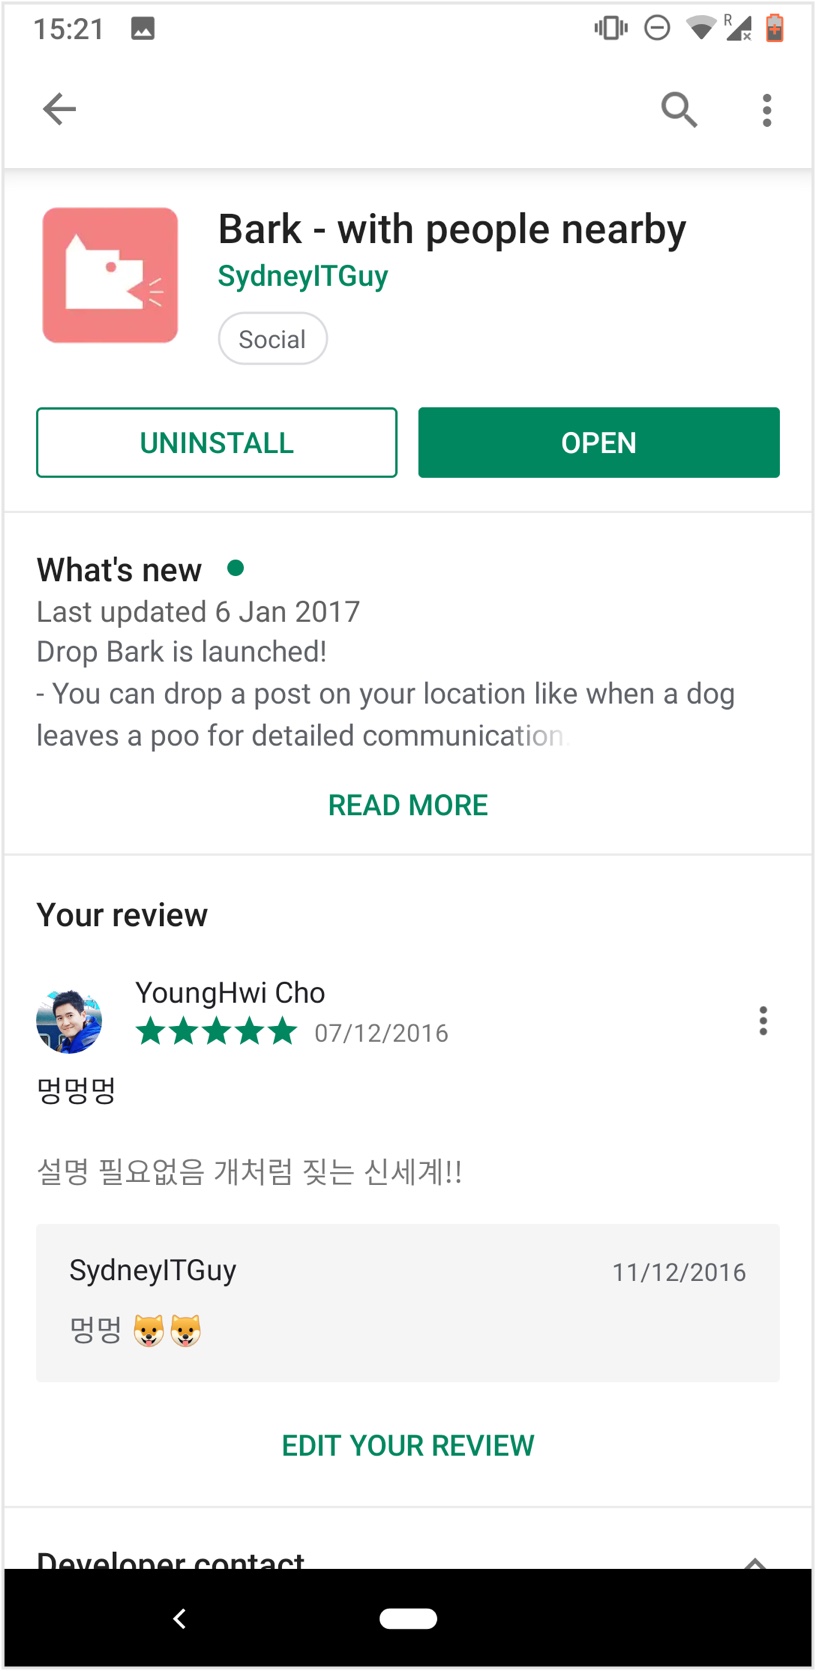 15:21
R
Bark - with people nearby
SydneyITGuy
Social
UNINSTALL
OPEN
What's new
Last updated 6 Jan 2017
Drop Bark is launched!
- You can drop a post on your location like when a dog
leaves a poo for detailed communication.
READ MORE
Your review
YoungHwi Cho
07/12/2016
멍멍멍
설명 필요없음 개처럼 짖는 신세계!!
SydneyITGuy
11/12/2016
멍멍 🐶🐶
EDIT YOUR REVIEW
Developer contact